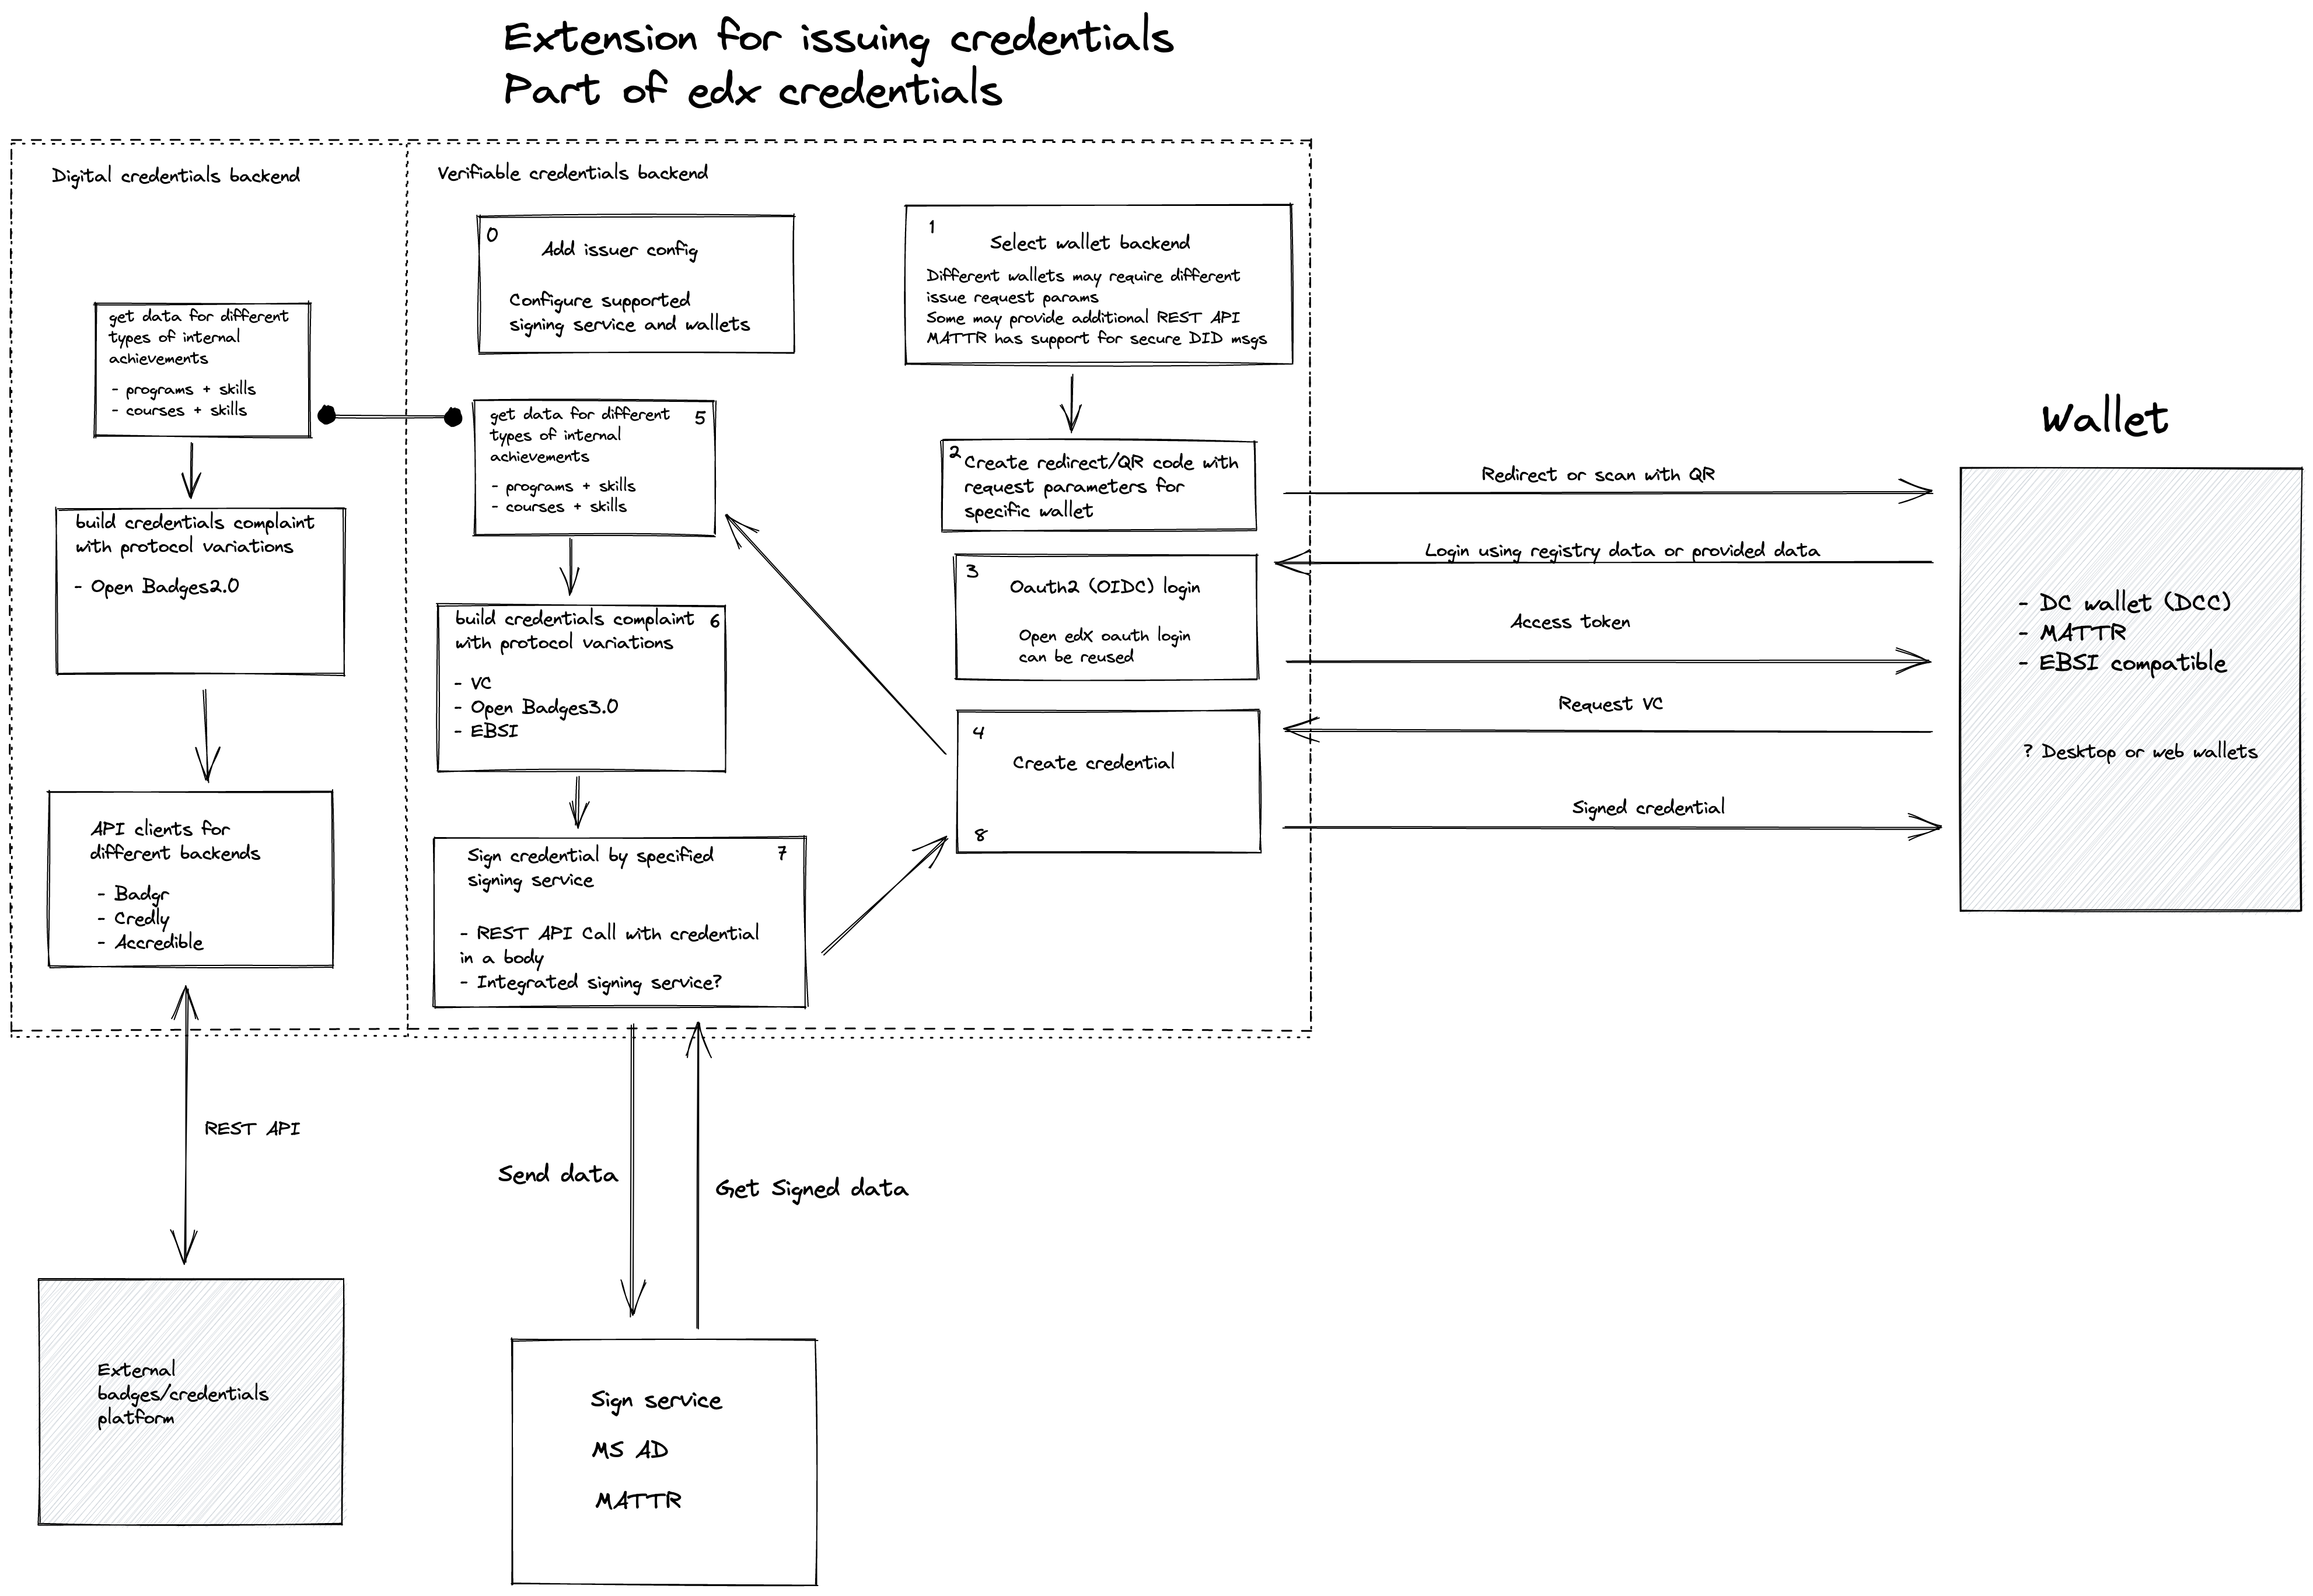 Extension for issuing credentials
Part of edx credentials
Digital credentials backend
get data for different
types of internal
achievements
- programs + skills
- courses + skills
build credentials complaint
with protocol variations
- Open Badges2.0
API clients for
different backends
- Badgr
- Credly
- Accredible
REST API
External
badges/credentials
platform
Verifiable credentials backend
0
Add issuer config
Configure supported
signing service and wallets
1
Select wallet backend
Different wallets may require different
issue request params
Some may provide additional REST API
MATTR has support for secure DID msgs
2
Create redirect/QR code with
request parameters for
specific wallet
3
Oauth2 (OIDC) login
Open edx oauth login
can be reused
4
Create credential
8
get data for different 5
types of internal
achievements
- programs + skills
- courses + skills
build credentials complaint 6
with protocol variations
- VC
- Open Badges3.0
- EBSI
Sign credential by specified 7
signing service
- REST API Call with credential
in a body
- Integrated signing service?
Send data
Get Signed data
Sign service
MS AD
MATTR
Redirect or scan with QR
Login using registry data or provided data
Access token
Request VC
Signed credential
Wallet
- DC wallet (DCC)
- MATTR
- EBSI compatible
? Desktop or web wallets